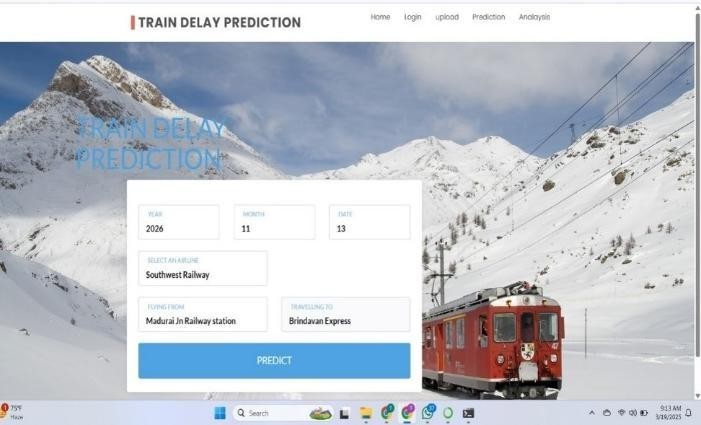 TRAIN DELAY PREDICTION
Home Login upload Prediction Analaysis
TRAIN DELAY
PREDICTION
YEAR MONTH DATE
2026 11 13
SELECT AN AIRLINE
Southwest Railway
FLYING FROM TRAVELLING TO
Madurai Jn Railway station Brindavan Express
PREDICT
75°F
Haze
Search
9:13 AM
3/19/2025